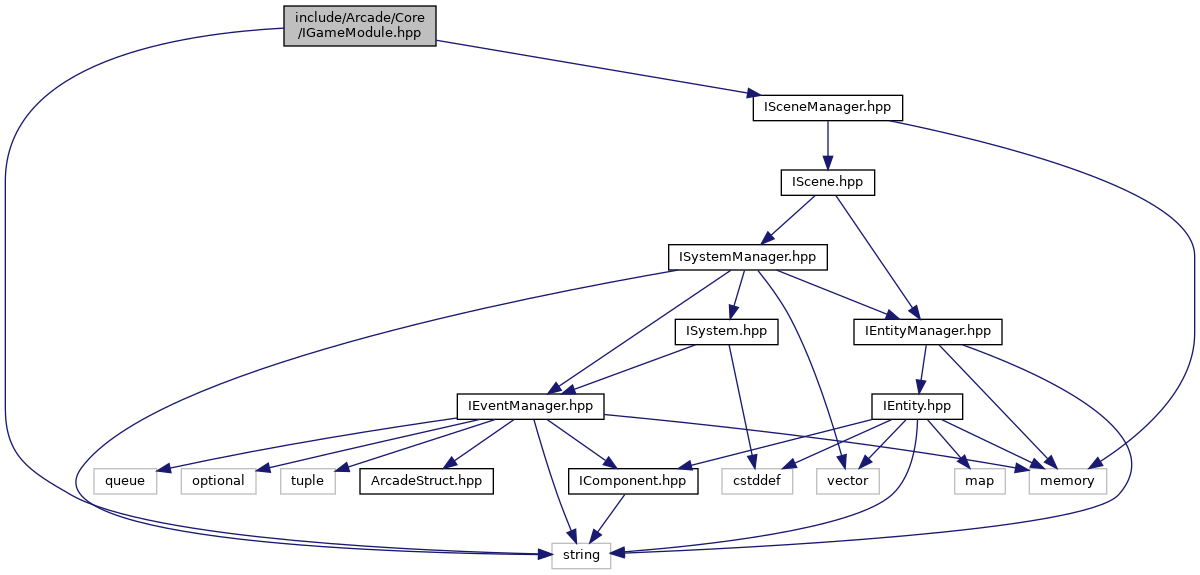 include/Arcade/Core
/IGameModule.hpp
ISceneManager.hpp
IScene.hpp
ISystemManager.hpp
ISystem.hpp
IEntityManager.hpp
IEventManager.hpp
IEntity.hpp
queue
optional
tuple
ArcadeStruct.hpp
IComponent.hpp
cstddef
vector
map
memory
string